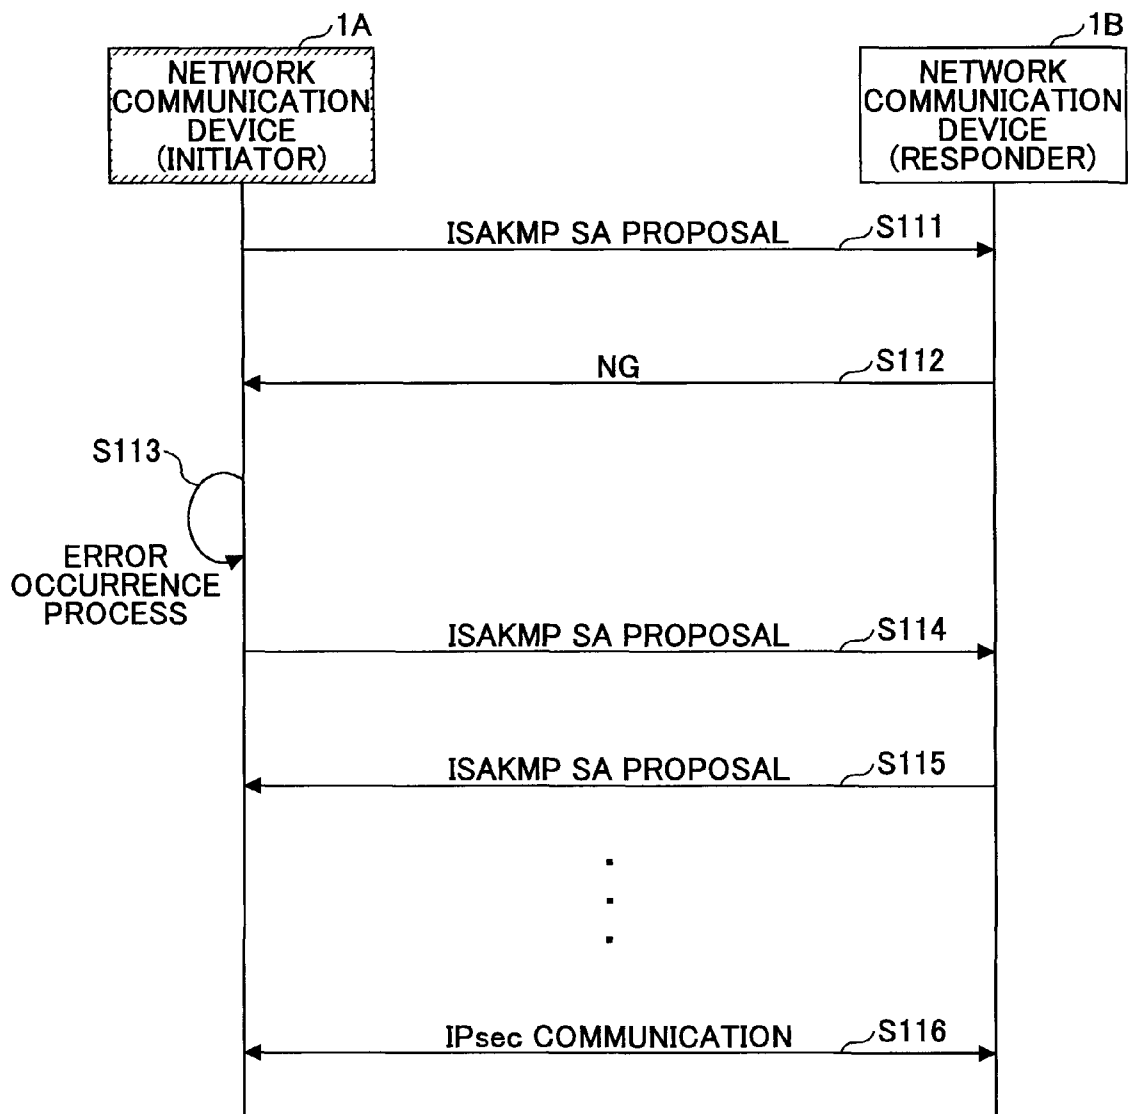 1A
NETWORK
COMMUNICATION
DEVICE
(INITIATOR)
1B
NETWORK
COMMUNICATION
DEVICE
(RESPONDER)
ISAKMP SA PROPOSAL
S111
NG
S112
S113
ERROR
OCCURRENCE
PROCESS
ISAKMP SA PROPOSAL
S114
ISAKMP SA PROPOSAL
S115
IPsec COMMUNICATION
S116